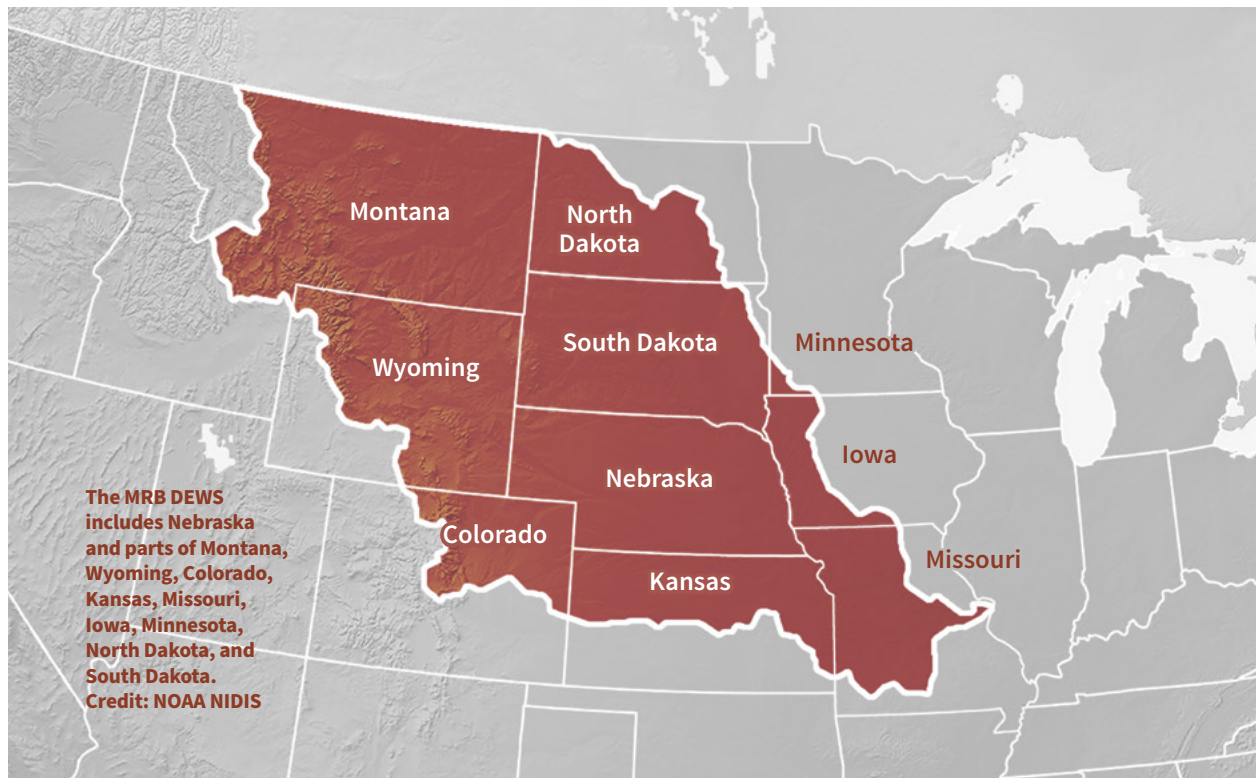 Montana
North
Dakota
South Dakota
Minnesota
Wyoming
Iowa
Nebraska
Colorado
Missouri
Kansas
The MRB DEWS
includes Nebraska
and parts of Montana,
Wyoming, Colorado,
Kansas, Missouri,
Iowa, Minnesota,
North Dakota, and
South Dakota.
Credit: NOAA NIDIS